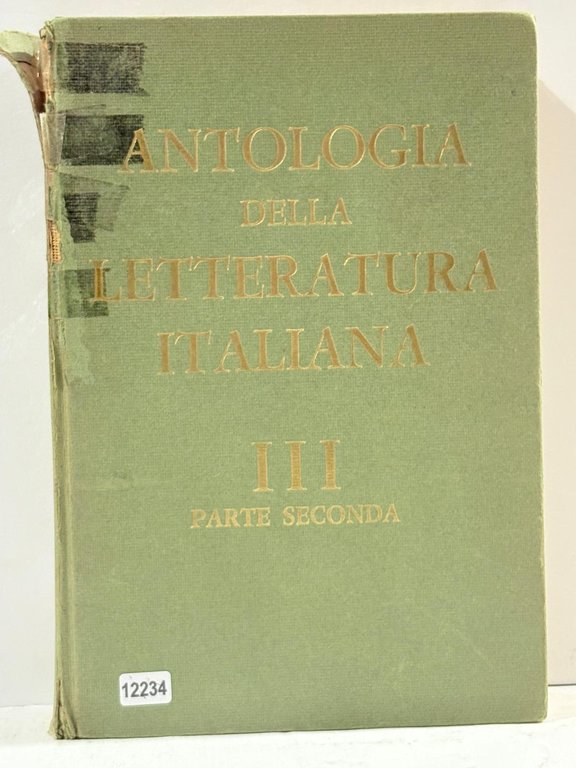 ANTOLOGIA
DELLA
LETTERATURA
ITALIANA
III
PARTE SECONDA
12234